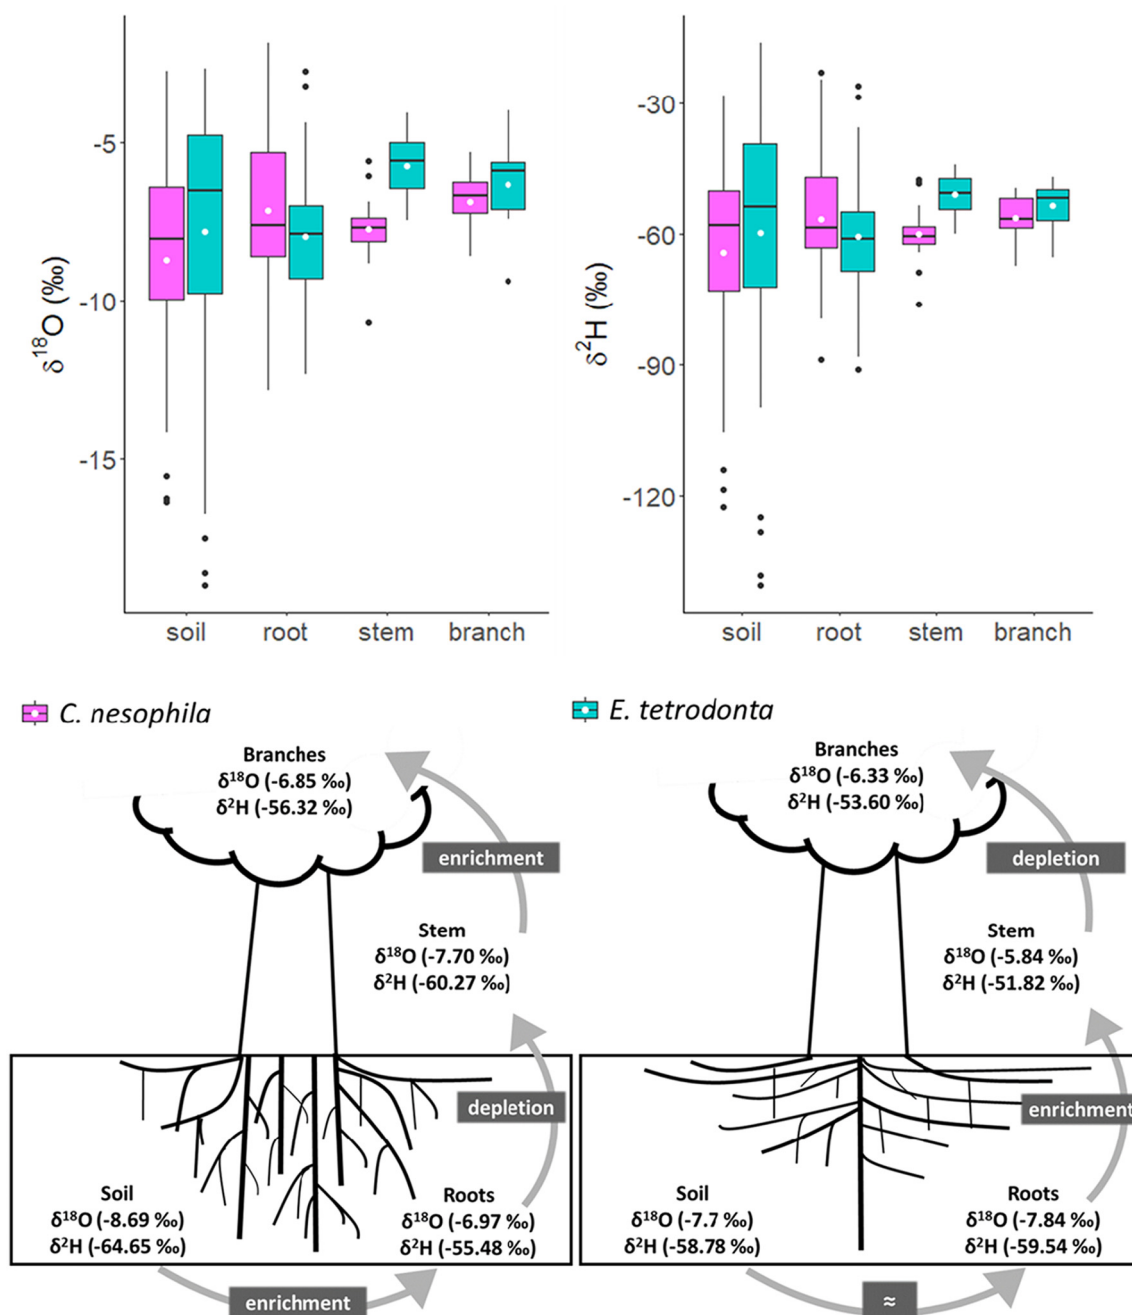 -5
-10
-15
δ¹⁸O (‰)
soil root stem branch
-30
-60
-90
-120
δ²H (‰)
soil root stem branch
C. nesophila
E. tetrodonta
Branches
δ¹⁸O (-6.85 ‰)
δ²H (-56.32 ‰)
enrichment
Stem
δ¹⁸O (-7.70 ‰)
δ²H (-60.27 ‰)
depletion
Soil
δ¹⁸O (-8.69 ‰)
δ²H (-64.65 ‰)
Roots
δ¹⁸O (-6.97 ‰)
δ²H (-55.48 ‰)
enrichment
Branches
δ¹⁸O (-6.33 ‰)
δ²H (-53.60 ‰)
depletion
Stem
δ¹⁸O (-5.84 ‰)
δ²H (-51.82 ‰)
enrichment
Soil
δ¹⁸O (-7.7 ‰)
δ²H (-58.78 ‰)
Roots
δ¹⁸O (-7.84 ‰)
δ²H (-59.54 ‰)
≈